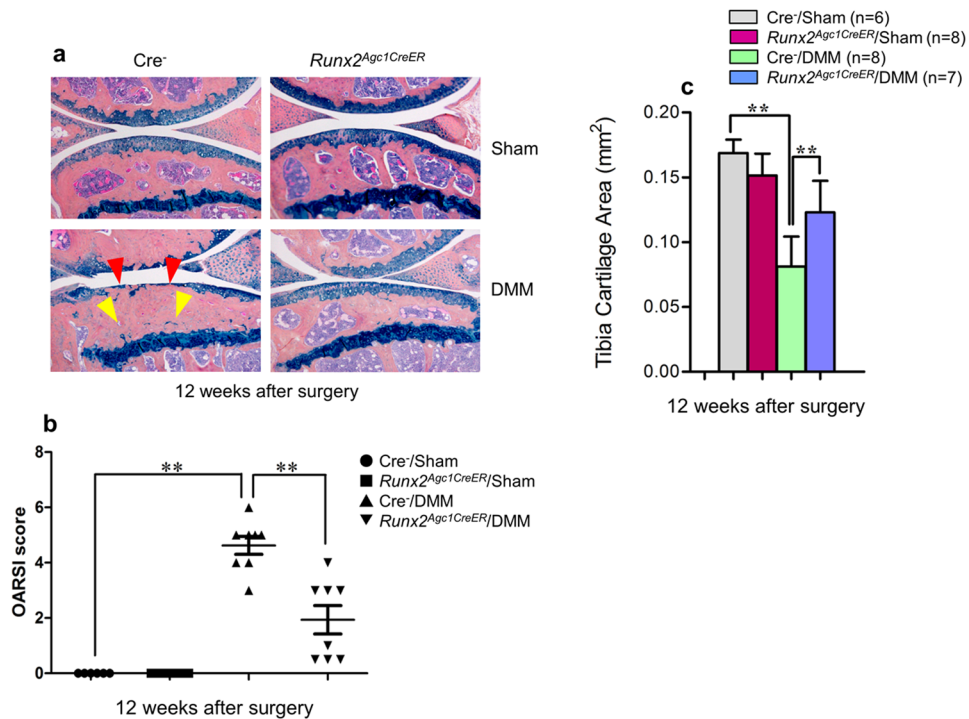 a
Cre⁻ Runx2ᴬᵍᶜ¹ᶜʳᵉᴱᴿ
Sham
DMM
12 weeks after surgery
Cre⁻/Sham (n=6)
Runx2ᴬᵍᶜ¹ᶜʳᵉᴱᴿ/Sham (n=8)
Cre⁻/DMM (n=8)
Runx2ᴬᵍᶜ¹ᶜʳᵉᴱᴿ/DMM (n=7)
c
Tibia Cartilage Area (mm²)
0.20
0.15
0.10
0.05
0.00
**
**
12 weeks after surgery
b
OARSI score
8
6
4
2
0
** **
Cre⁻/Sham
Runx2ᴬᵍᶜ¹ᶜʳᵉᴱᴿ/Sham
Cre⁻/DMM
Runx2ᴬᵍᶜ¹ᶜʳᵉᴱᴿ/DMM
12 weeks after surgery